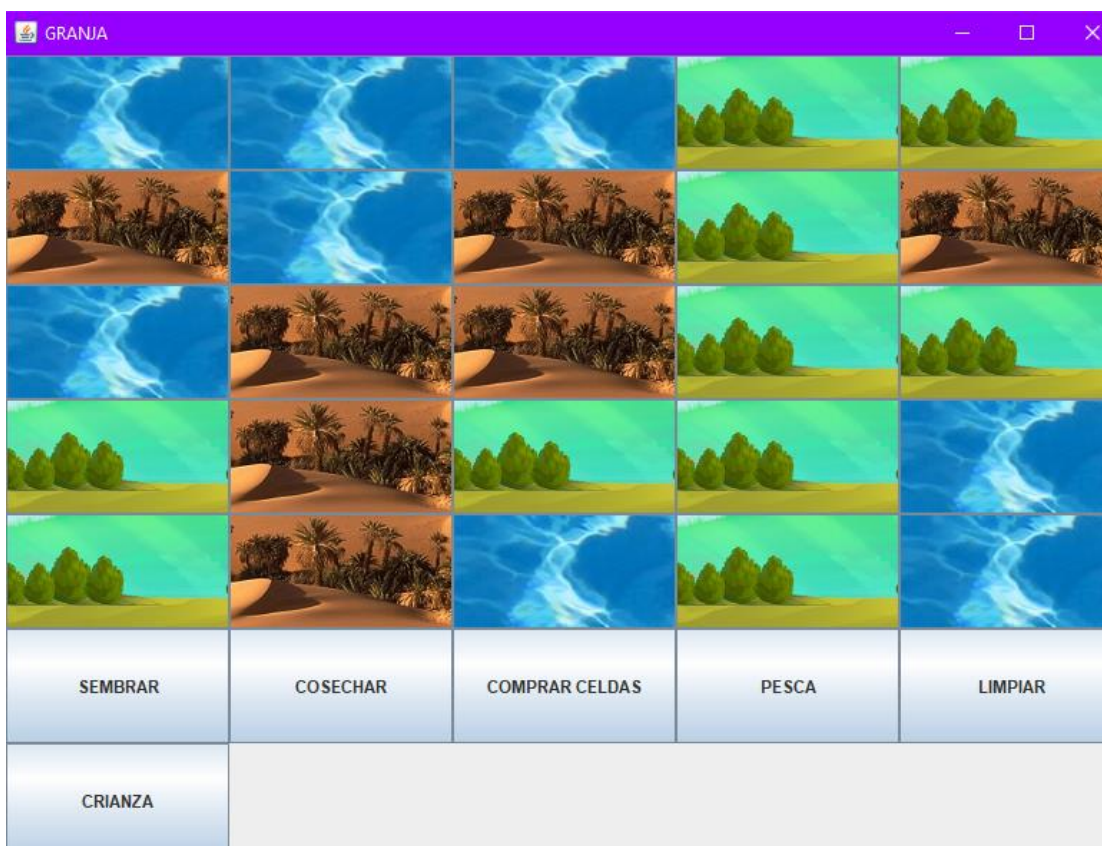 GRANJA
SEMBRAR
COSECHAR
COMPRAR CELDAS
PESCA
LIMPIAR
CRIANZA